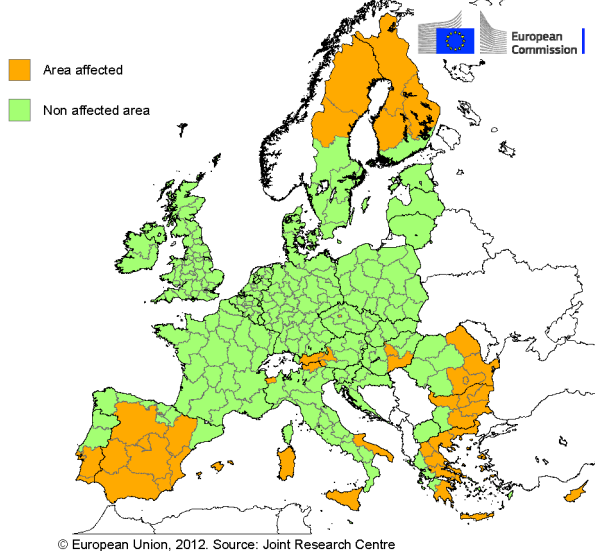 European
Commission
Area affected
Non affected area
© European Union, 2012. Source: Joint Research Centre